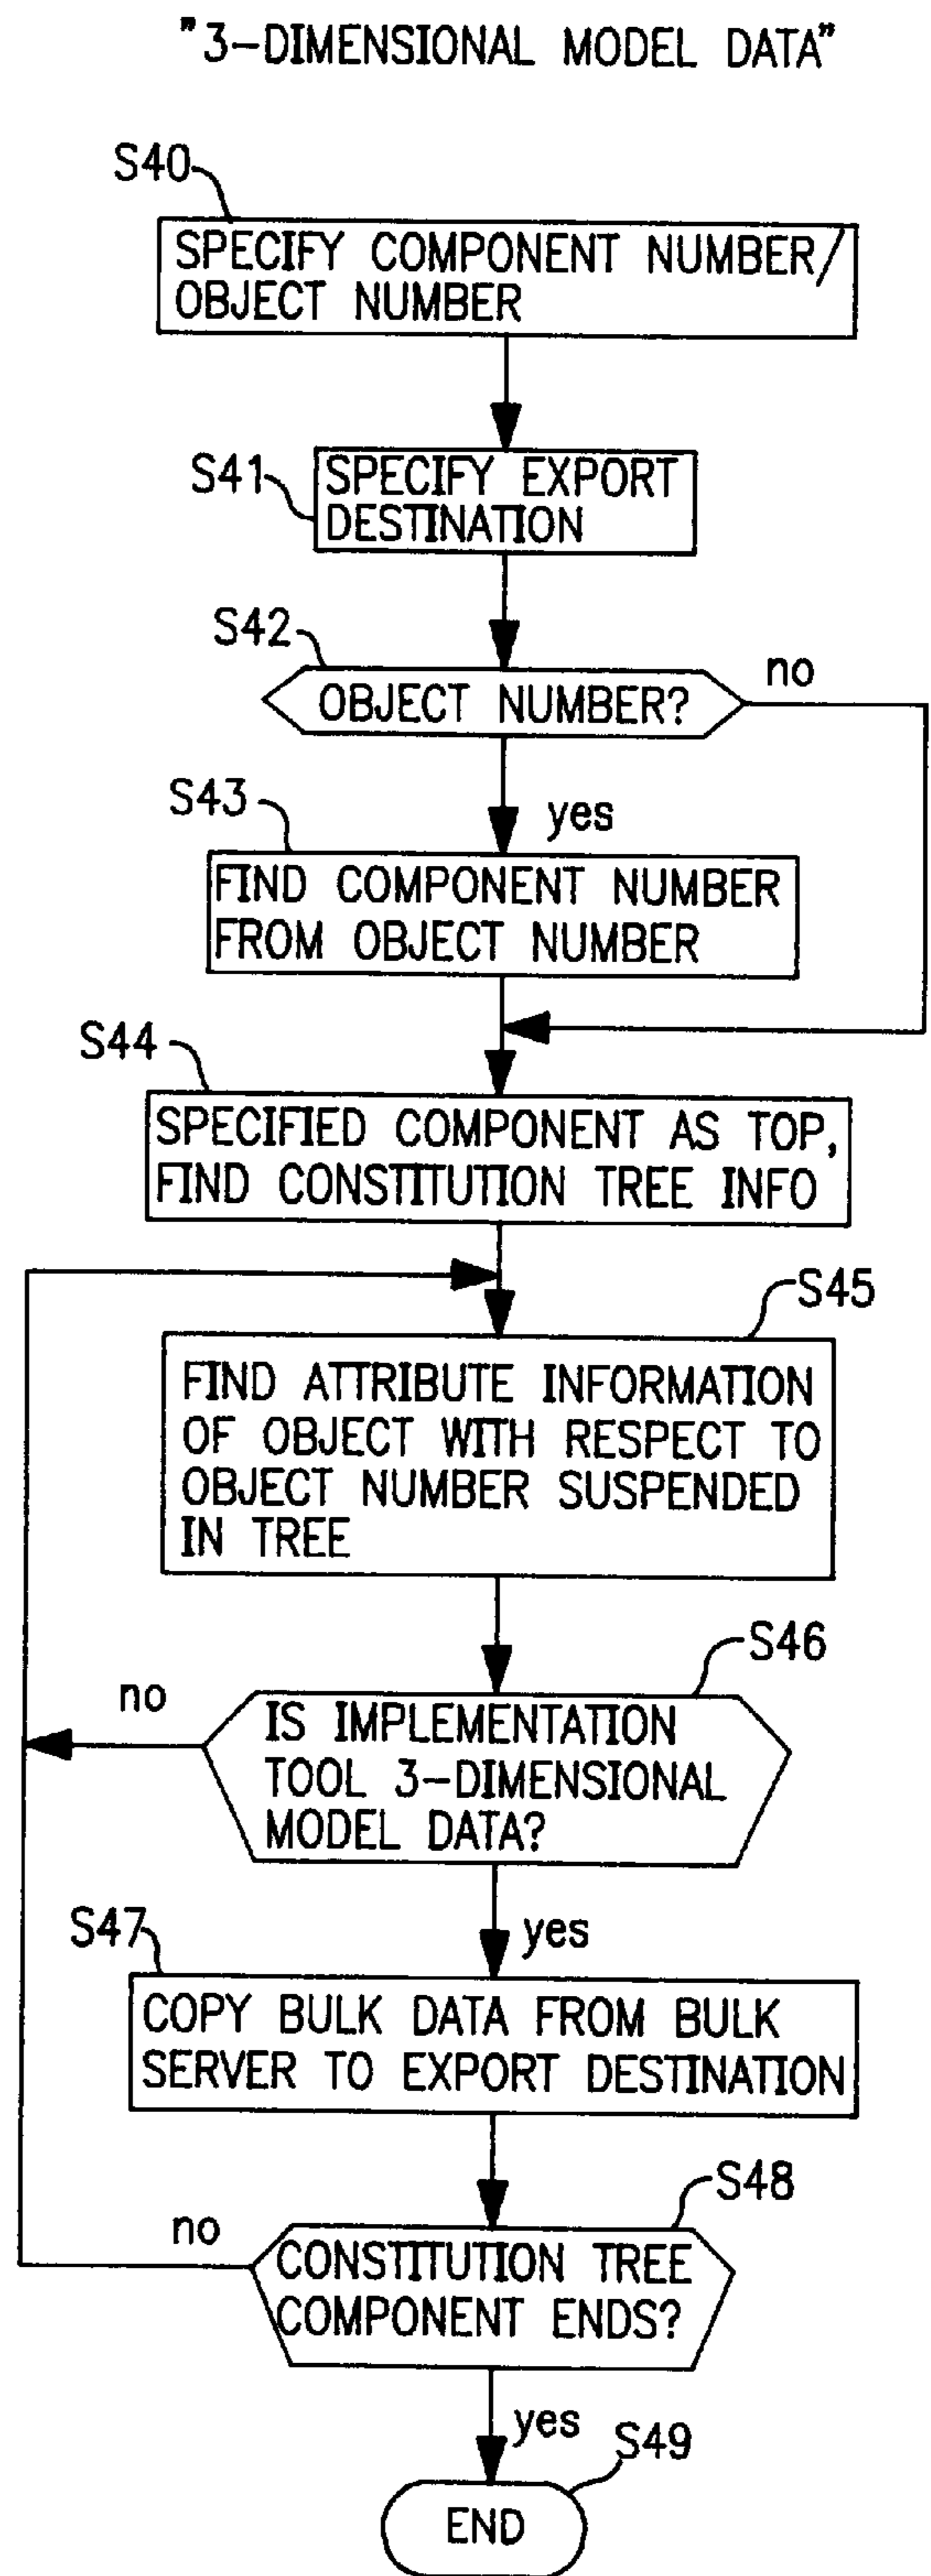 "3-DIMENSIONAL MODEL DATA"
S40
SPECIFY COMPONENT NUMBER/
OBJECT NUMBER
S41
SPECIFY EXPORT
DESTINATION
S42
OBJECT NUMBER?
no
yes
S43
FIND COMPONENT NUMBER
FROM OBJECT NUMBER
S44
SPECIFIED COMPONENT AS TOP,
FIND CONSTITUTION TREE INFO
S45
FIND ATTRIBUTE INFORMATION
OF OBJECT WITH RESPECT TO
OBJECT NUMBER SUSPENDED
IN TREE
S46
no
IS IMPLEMENTATION
TOOL 3-DIMENSIONAL
MODEL DATA?
yes
S47
COPY BULK DATA FROM BULK
SERVER TO EXPORT DESTINATION
S48
no
CONSTITUTION TREE
COMPONENT ENDS?
yes
S49
END